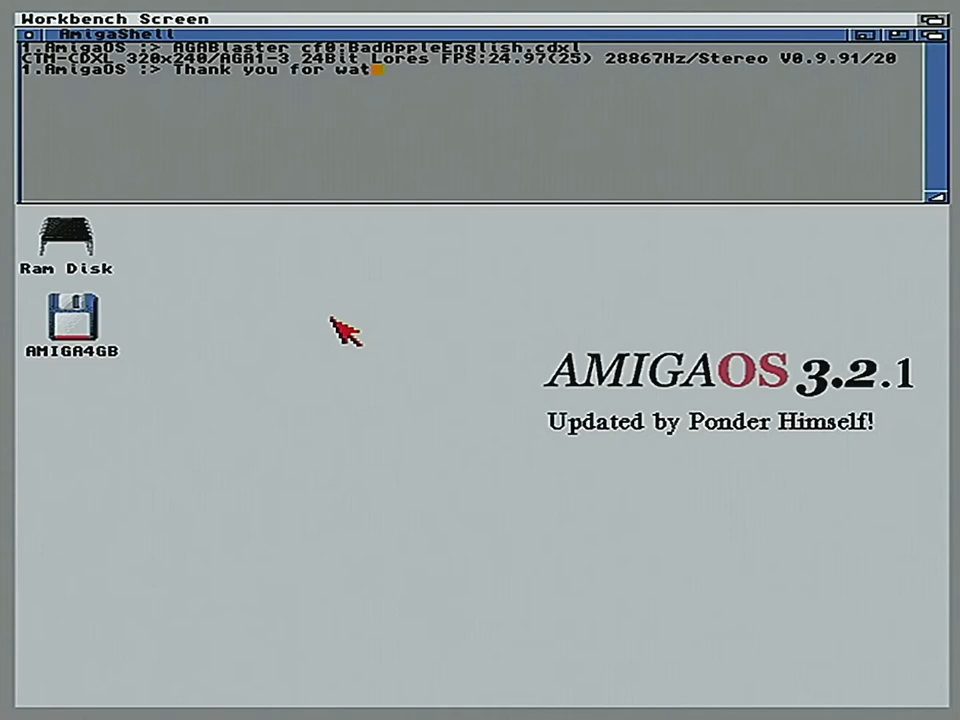 Workbench Screen
AmigaShell
1.AmigaOS :> AGABlaster cf0:BadAppleEnglish.cdxl
CTM-CDXL 320x240/AGA1-3 24Bit Lores FPS:24.97(25) 28867Hz/Stereo V0.9.91/20
1.AmigaOS :> Thank you for wat
Ram Disk
AMIGA4GB
AMIGAOS 3.2.1
Updated by Ponder Himself!